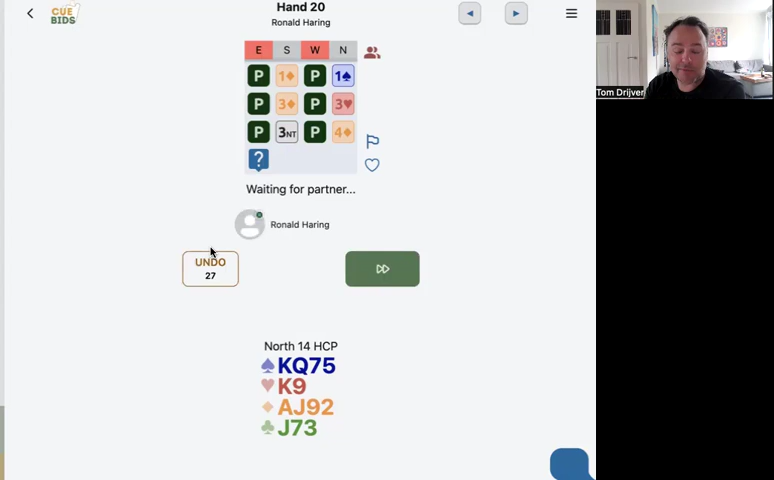 CUE
BIDS
Hand 20
Ronald Haring
E S W N
P 1♦ P 1♠
P 3♦ P 3♥
P 3NT P 4♦
?
Waiting for partner...
Ronald Haring
UNDO
27
North 14 HCP
♠KQ75
♥K9
♦AJ92
♣J73
Tom Drijver